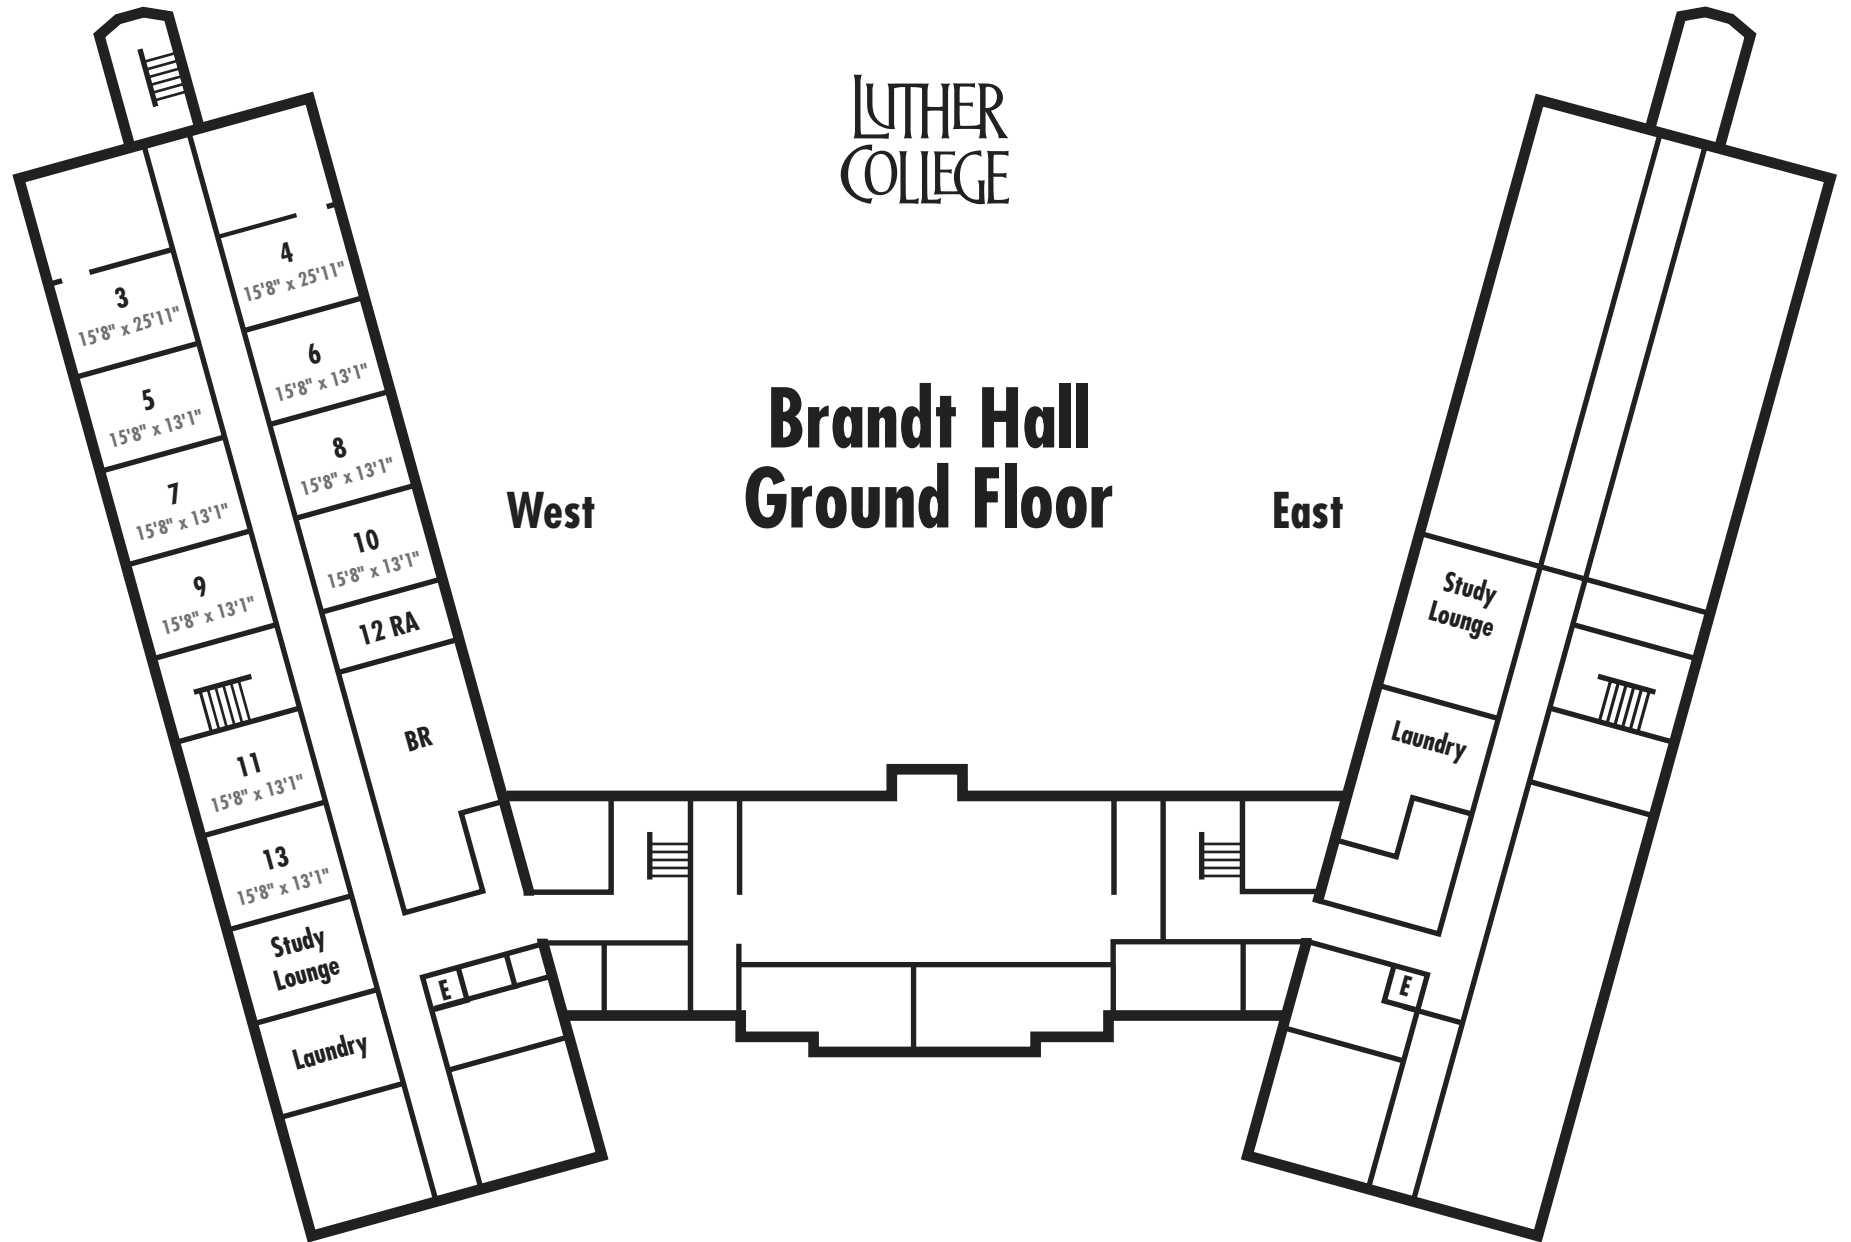 LUTHER
COLLEGE
Brandt Hall
Ground Floor
West
East
4
15'8" x 25'11"
3
15'8" x 25'11"
6
15'8" x 13'1"
5
15'8" x 13'1"
8
15'8" x 13'1"
7
15'8" x 13'1"
10
15'8" x 13'1"
9
15'8" x 13'1"
12 RA
BR
11
15'8" x 13'1"
13
15'8" x 13'1"
Study
Lounge
E
Laundry
Study
Lounge
Laundry
E